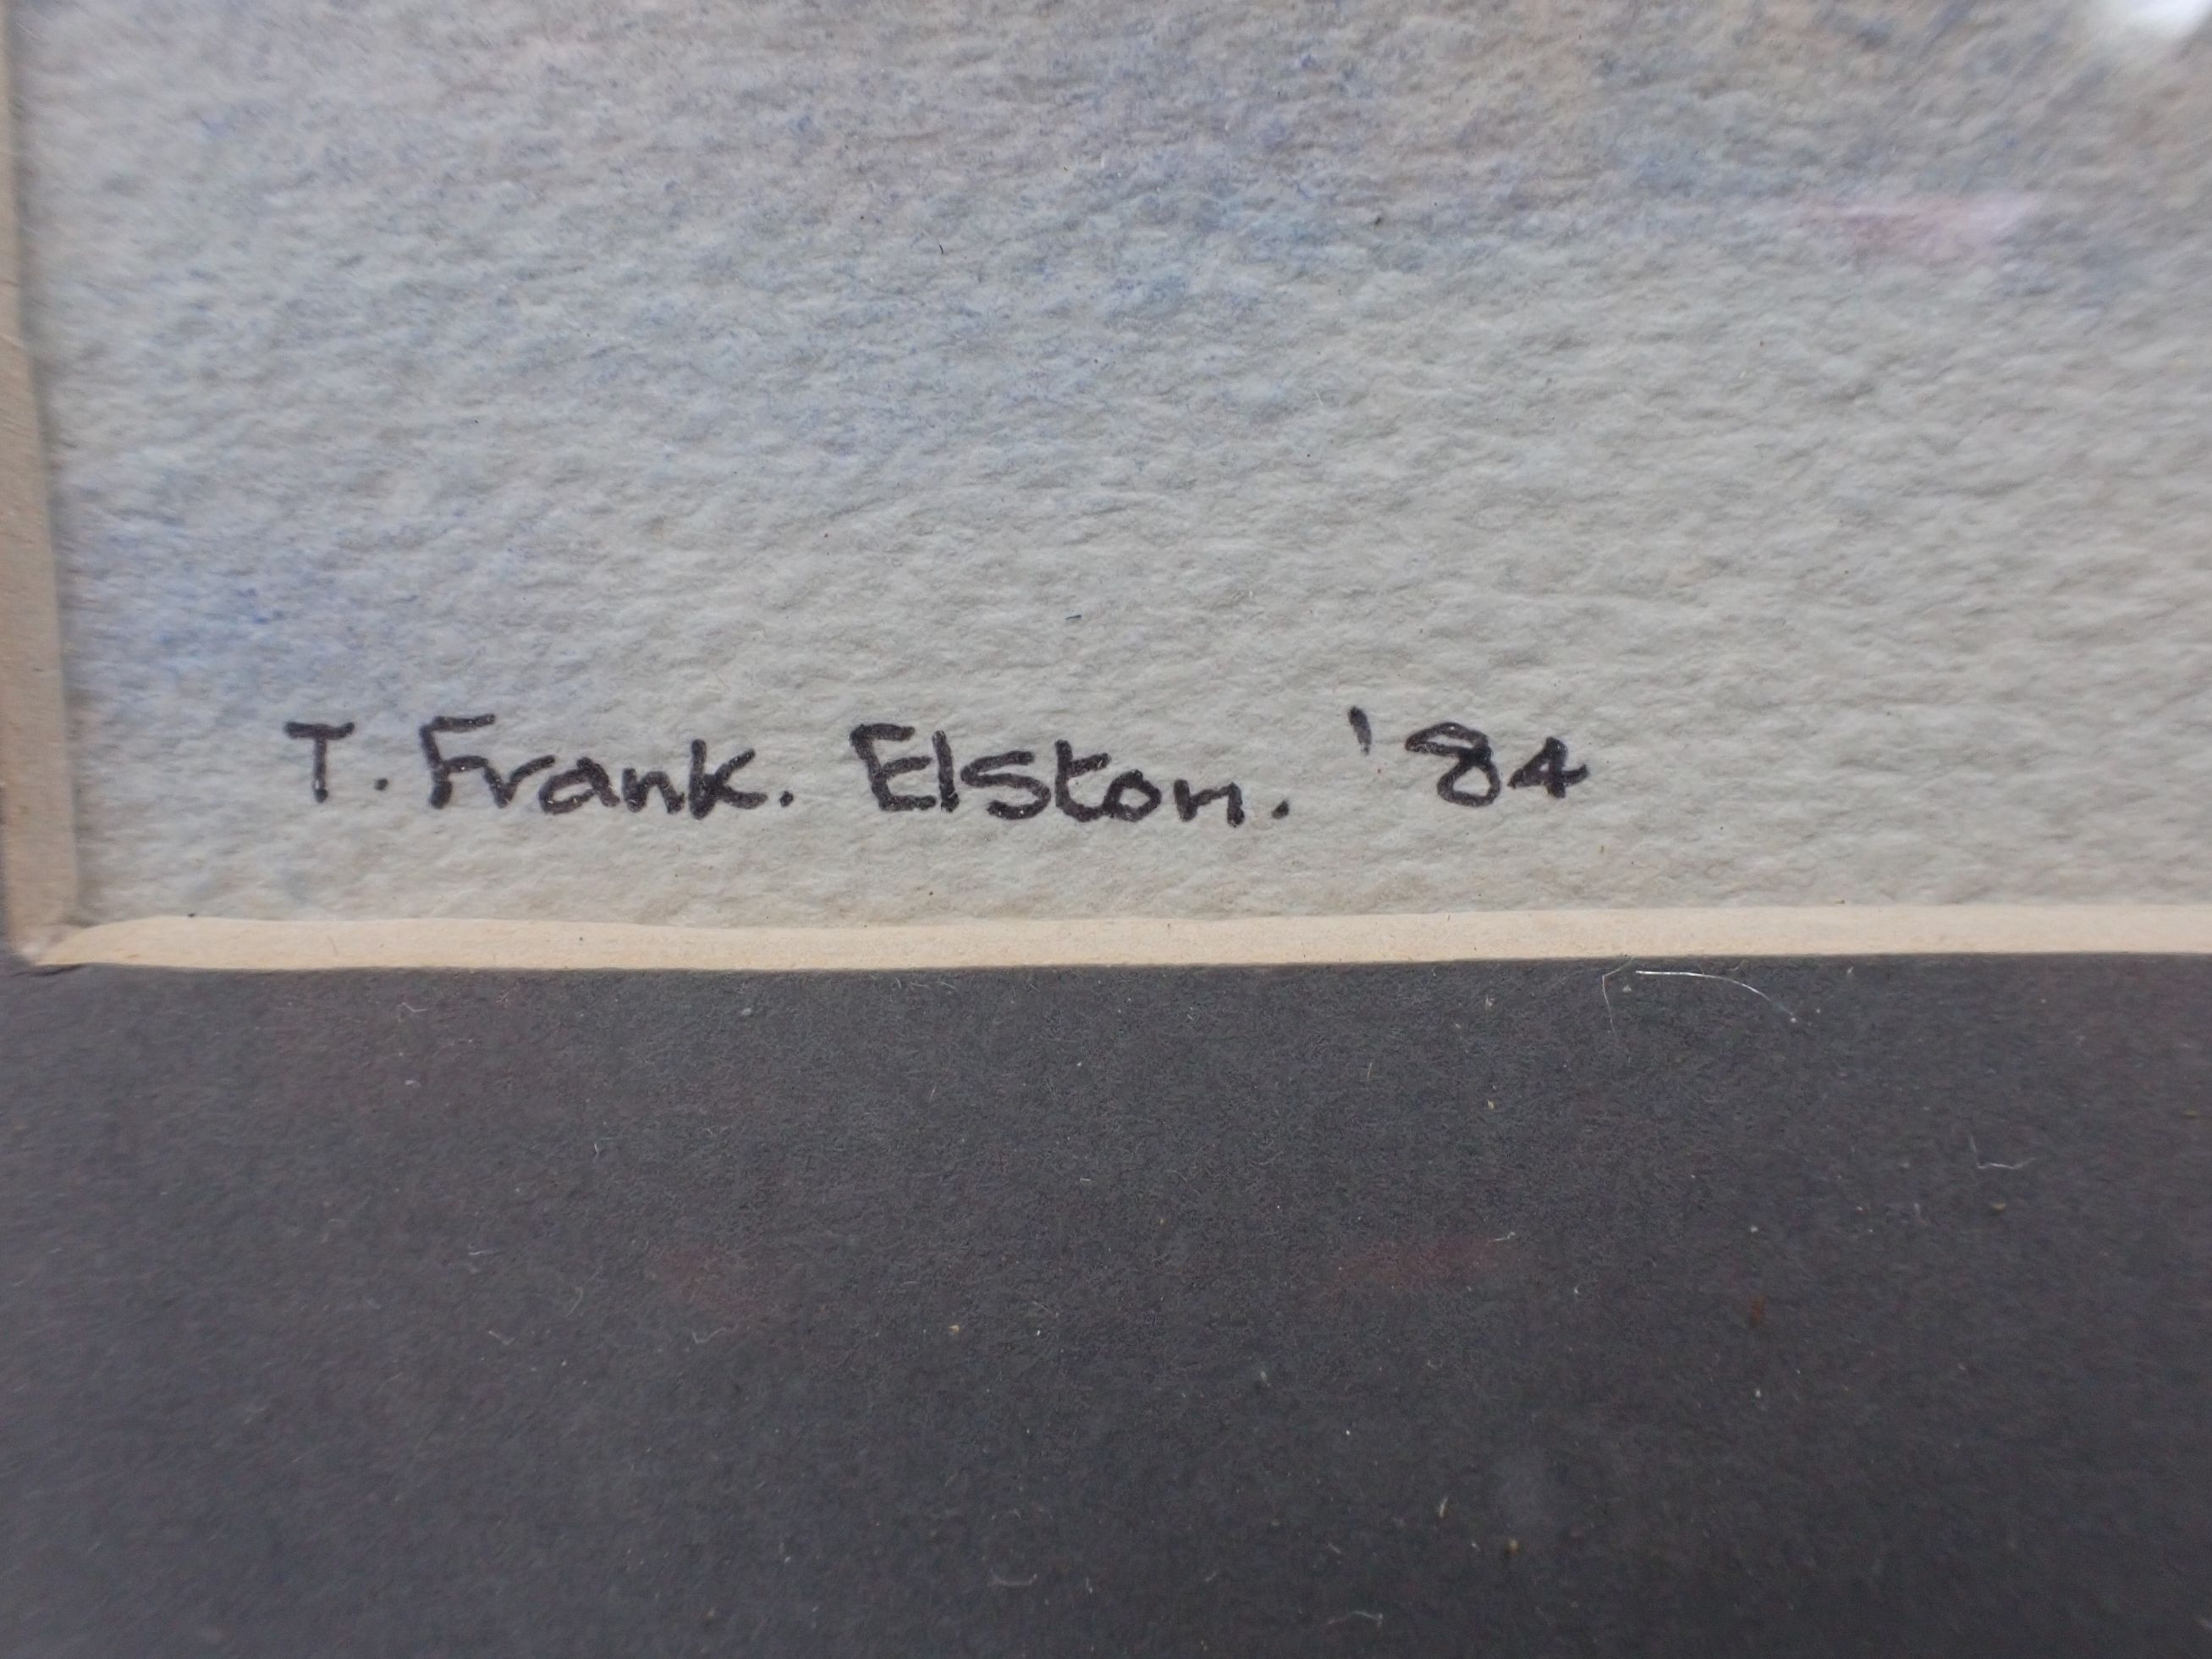 T. Frank. Elston. '84